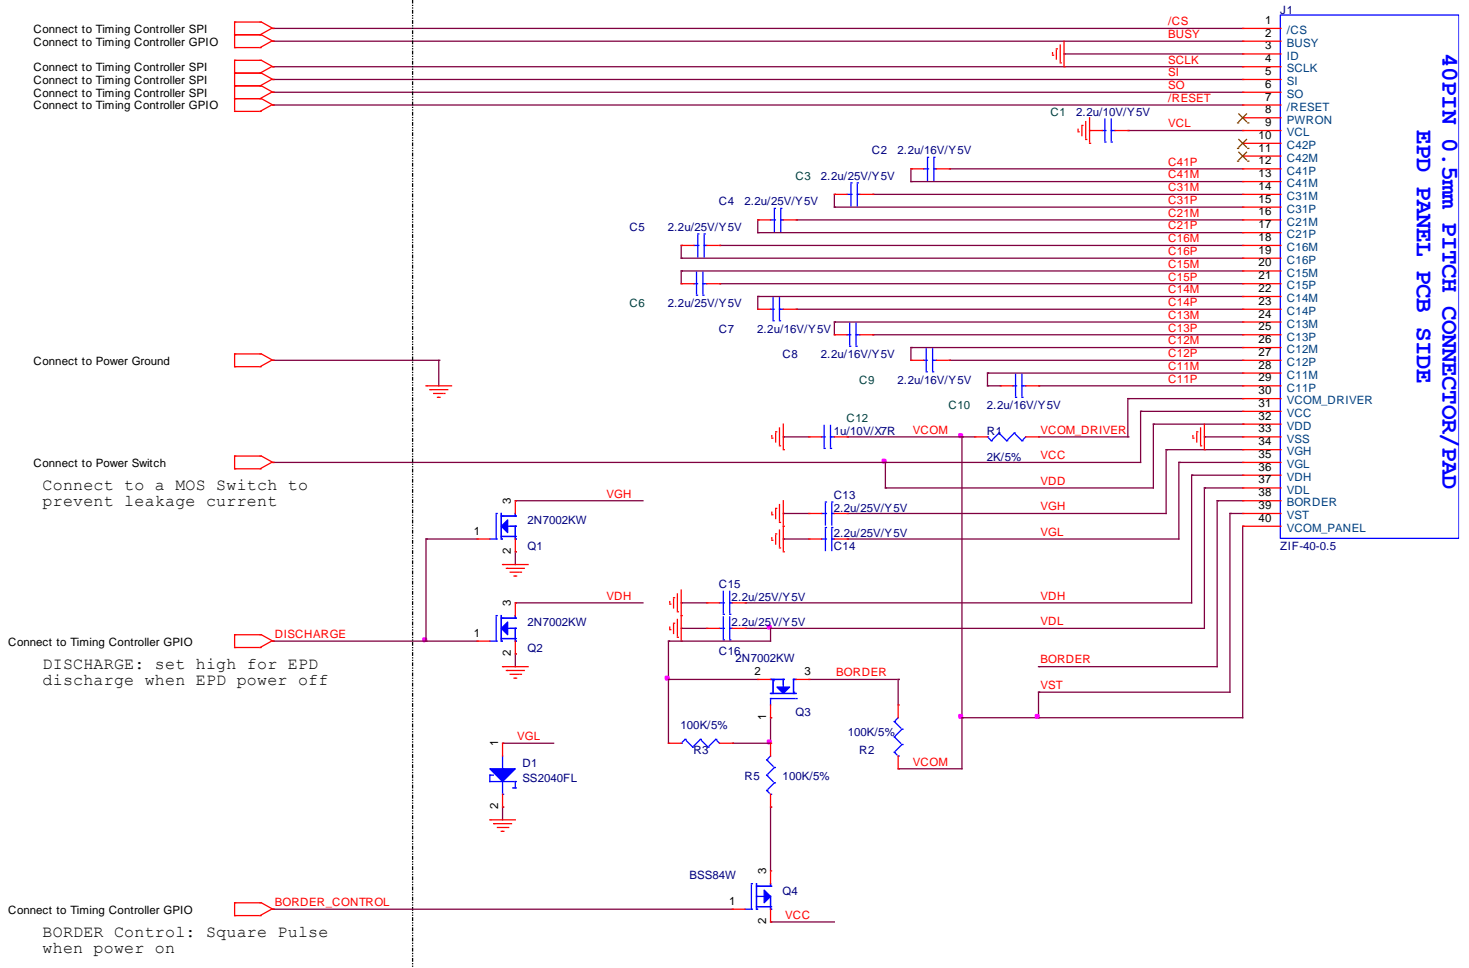 J1
Connect to Timing Controller SPI
/CS
1
/CS
Connect to Timing Controller GPIO
BUSY
2
BUSY
3
ID
Connect to Timing Controller SPI
SCLK
4
SCLK
Connect to Timing Controller SPI
SI
5
SI
Connect to Timing Controller SPI
SO
6
SO
Connect to Timing Controller GPIO
/RESET
7
/RESET
8
PWRON
C1 2.2u/10V/Y5V
VCL
9
VCL
10
C42P
11
C42M
C2 2.2u/16V/Y5V
C41P
12
C41P
C41M
13
C41M
C3 2.2u/25V/Y5V
C31M
14
C31M
C31P
15
C31P
C4 2.2u/25V/Y5V
C21M
16
C21M
C21P
17
C21P
C5 2.2u/25V/Y5V
C16M
18
C16M
C16P
19
C16P
C15M
20
C15M
C15P
21
C15P
C6 2.2u/25V/Y5V
C14M
22
C14M
C14P
23
C14P
C7 2.2u/16V/Y5V
C13M
24
C13M
C13P
25
C13P
C8 2.2u/16V/Y5V
C12M
26
C12M
C12P
27
C12P
C9 2.2u/16V/Y5V
C11M
28
C11M
C11P
29
C11P
C10 2.2u/16V/Y5V
30
VCOM_DRIVER
31
VCC
32
VDD
33
VSS
34
VGH
35
VGL
36
VDH
37
VDL
38
BORDER
39
VST
40
VCOM_PANEL
ZIF-40-0.5
40PIN 0.5mm PITCH CONNECTOR/PAD
EPD PANEL PCB SIDE
Connect to Power Ground
C12
1u/10V/X7R
VCOM
R1
2K/5%
VCOM_DRIVER
Connect to Power Switch
VCC
Connect to a MOS Switch to
prevent leakage current
VDD
VGH
3
2N7002KW
1
Q1
2
C13
2.2u/25V/Y5V
VGH
2.2u/25V/Y5V
C14
VGL
VDH
3
2N7002KW
1
Q2
2
C15
2.2u/25V/Y5V
VDH
2.2u/25V/Y5V
C16
VDL
Connect to Timing Controller GPIO
DISCHARGE
DISCHARGE: set high for EPD
discharge when EPD power off
2N7002KW
2
3
BORDER
1
Q3
BORDER
VST
100K/5%
R3
100K/5%
R2
VCOM
R5
100K/5%
1
VGL
D1
SS2040FL
2
BSS84W
3
1
Q4
2
VCC
Connect to Timing Controller GPIO
BORDER_CONTROL
BORDER Control: Square Pulse
when power on